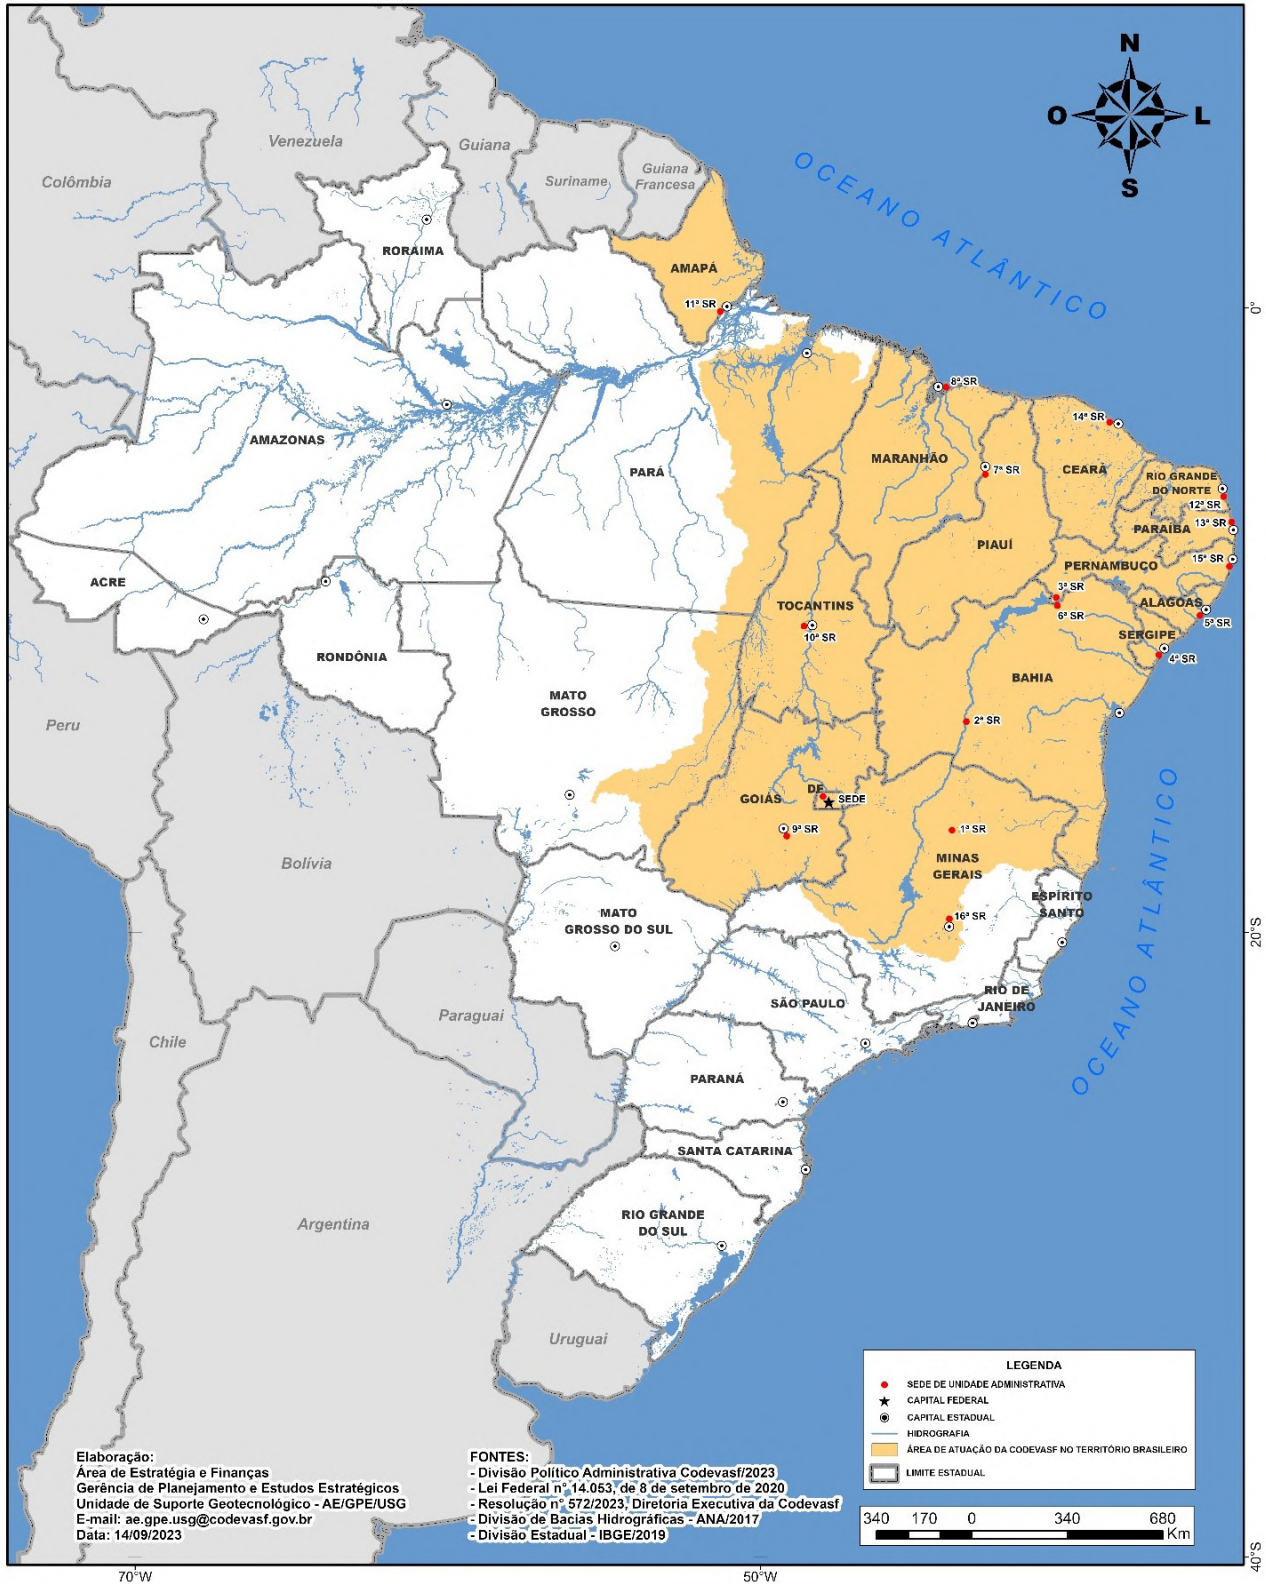 N
O
L
S
OCEANO ATLÂNTICO
Venezuela
Guiana
Suriname
Guiana
Francesa
Colômbia
RORAIMA
AMAPÁ
11ª SR
0°
8ª SR
14ª SR
AMAZONAS
PARÁ
MARANHÃO
7ª SR
CEARÁ
RIO GRANDE
DO NORTE
12ª SR
13ª SR
PARAÍBA
PIAUÍ
15ª SR
PERNAMBUCO
ACRE
3ª SR
6ª SR
ALAGOAS
5ª SR
TOCANTINS
10ª SR
SERGIPE
4ª SR
RONDÔNIA
BAHIA
MATO
GROSSO
Peru
2ª SR
DF
GOIÁS
SEDE
9ª SR
1ª SR
OCEANO ATLÂNTICO
Bolívia
MINAS
GERAIS
ESPÍRITO
SANTO
MATO
GROSSO DO SUL
16ª SR
20°S
RIO DE
JANEIRO
SÃO PAULO
Paraguai
Chile
PARANÁ
SANTA CATARINA
RIO GRANDE
DO SUL
Argentina
Uruguai
LEGENDA
SEDE DE UNIDADE ADMINISTRATIVA
CAPITAL FEDERAL
CAPITAL ESTADUAL
HIDROGRAFIA
ÁREA DE ATUAÇÃO DA CODEVASF NO TERRITÓRIO BRASILEIRO
LIMITE ESTADUAL
Elaboração:
Área de Estratégia e Finanças
Gerência de Planejamento e Estudos Estratégicos
Unidade de Suporte Geotecnológico - AE/GPE/USG
E-mail: ae.gpe.usg@codevasf.gov.br
Data: 14/09/2023
FONTES:
- Divisão Político Administrativa Codevasf/2023
- Lei Federal n° 14.053, de 8 de setembro de 2020
- Resolução n° 572/2023, Diretoria Executiva da Codevasf
- Divisão de Bacias Hidrográficas - ANA/2017
- Divisão Estadual - IBGE/2019
340 170 0 340 680
Km
40°S
70°W
50°W